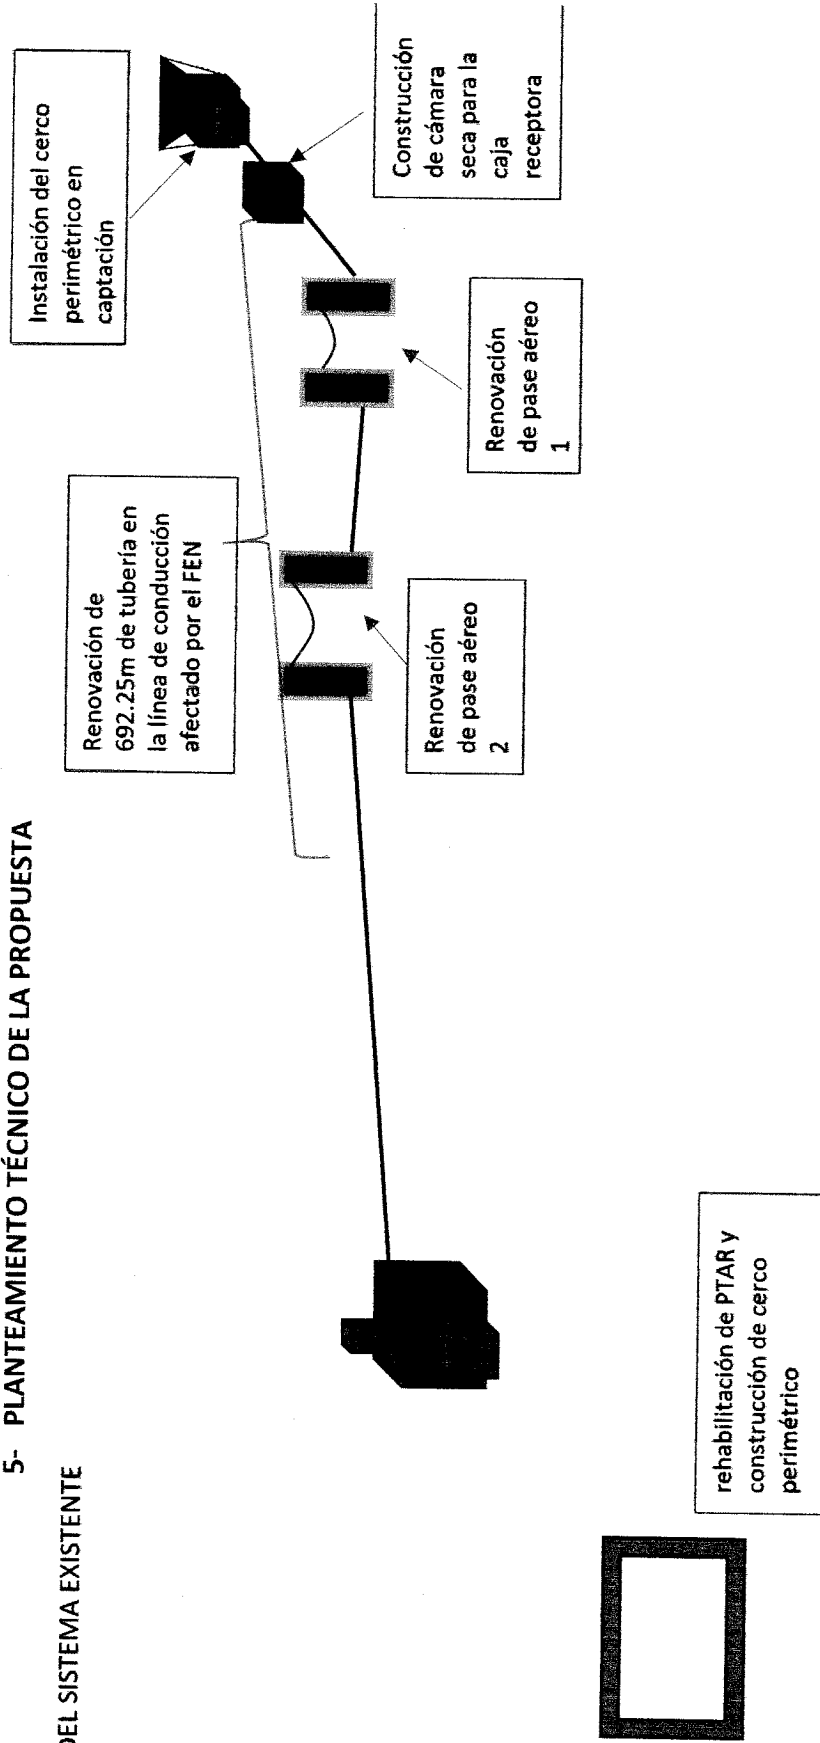 5- PLANTEAMIENTO TÉCNICO DE LA PROPUESTA
DEL SISTEMA EXISTENTE
Instalación del cerco
perimétrico en
captación
Renovación de
692.25m de tubería en
la línea de conducción
afectado por el FEN
Construcción
de cámara
seca para la
caja
receptora
Renovación
de pase aéreo
1
Renovación
de pase aéreo
2
rehabilitación de PTAR y
construcción de cerco
perimétrico